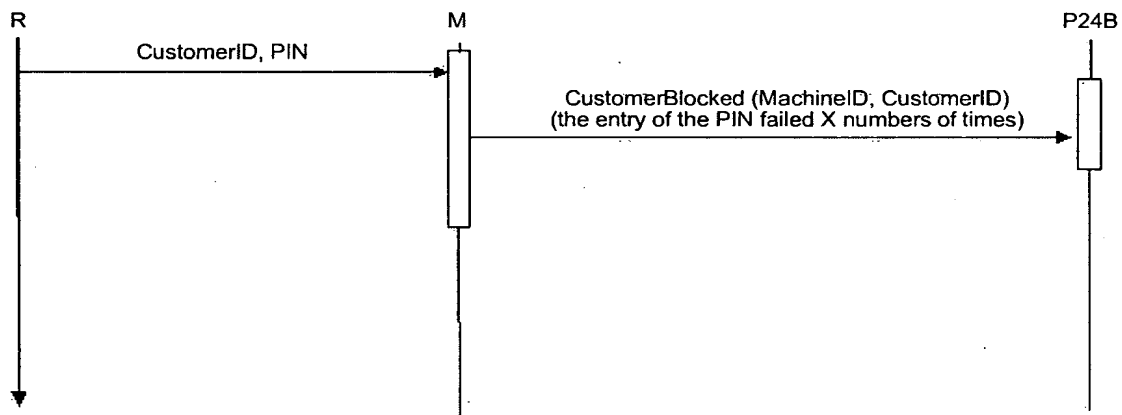 R
M
P24B
CustomerID, PIN
CustomerBlocked (MachineID, CustomerID)
(the entry of the PIN failed X numbers of times)